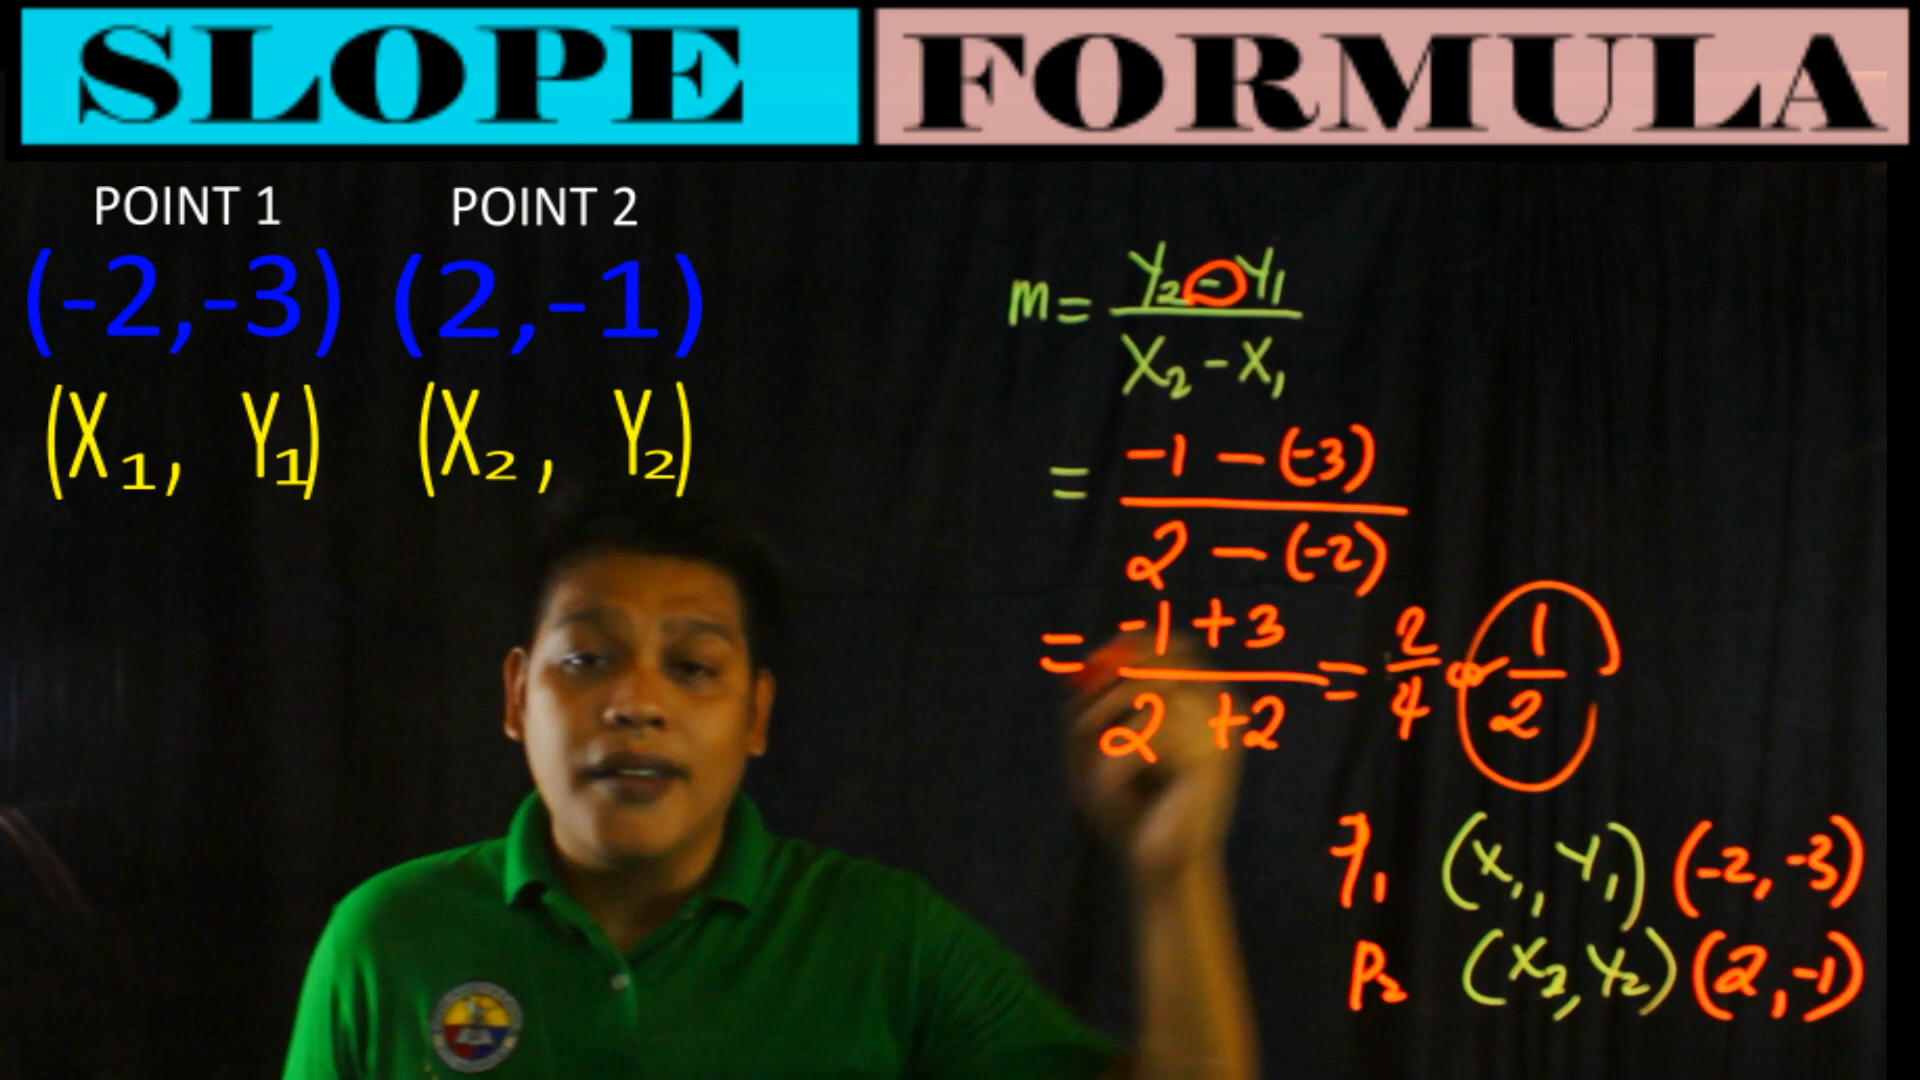 SLOPE FORMULA
POINT 1 POINT 2
(-2,-3) (2,-1)
(X1, Y1) (X2, Y2)
m = Y2 - Y1
X2 - X1
= -1 - (-3)
2 - (-2)
= -1 + 3 = 2 1
2 + 2 4 2
P1 (X1, Y1) (-2, -3)
P2 (X2, Y2) (2, -1)